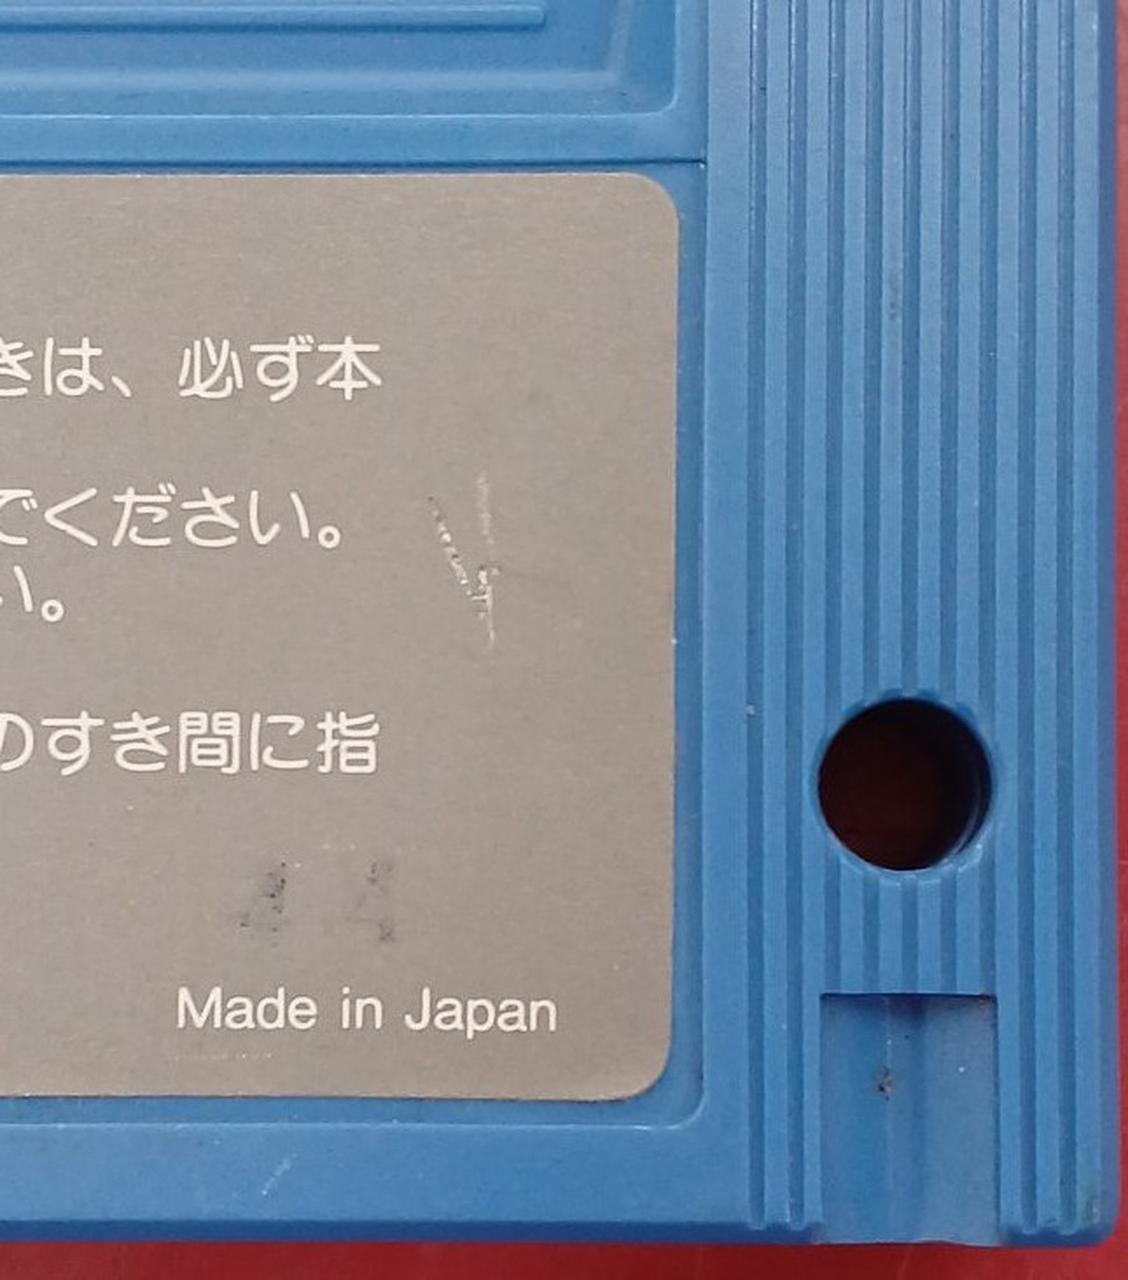 きは、必ず本
でください。
い。
のすき間に指
44
Made in Japan